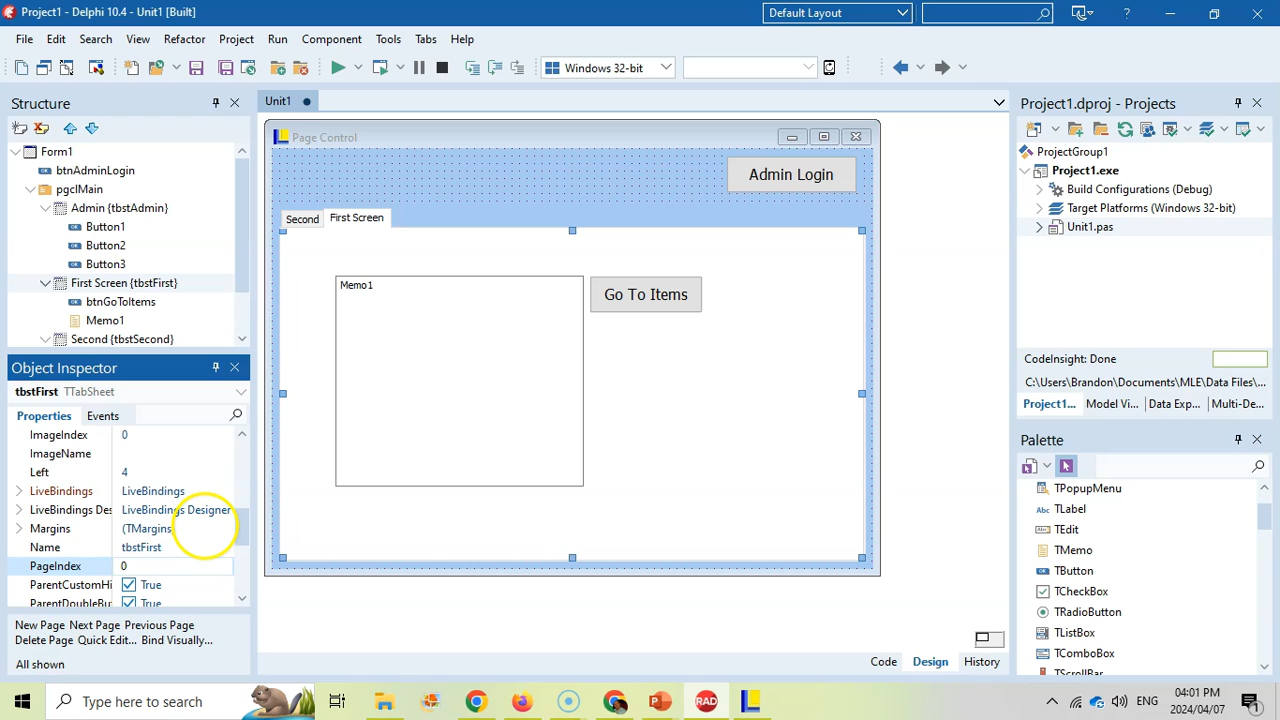 Project1 - Delphi 10.4 - Unit1 [Built]
Default Layout
?
File Edit Search View Refactor Project Run Component Tools Tabs Help
Windows 32-bit
Structure
Form1
btnAdminLogin
pgclMain
Admin {tbstAdmin}
Button1
Button2
Button3
First Screen {tbstFirst}
btnGoToItems
Memo1
Second {tbstSecond}
Object Inspector
tbstFirst TTabSheet
Properties Events
ImageIndex 0
ImageName
Left 4
LiveBindings LiveBindings
LiveBindings Des LiveBindings Designer
Margins (TMargins
Name tbstFirst
PageIndex 0
ParentCustomHi True
ParentDoubleBu True
New Page Next Page Previous Page
Delete Page Quick Edit... Bind Visually...
All shown
Unit1
Page Control
Admin Login
Second First Screen
Memo1
Go To Items
Code Design History
Project1.dproj - Projects
ProjectGroup1
Project1.exe
Build Configurations (Debug)
Target Platforms (Windows 32-bit)
Unit1.pas
CodeInsight: Done
C:\Users\Brandon\Documents\MLE\Data Files\...
Project1... Model Vi... Data Exp... Multi-De...
Palette
TPopupMenu
Abc TLabel
TEdit
TMemo
TButton
TCheckBox
TRadioButton
TListBox
TComboBox
TScrollBar
Type here to search
RAD
ENG
04:01 PM
2024/04/07